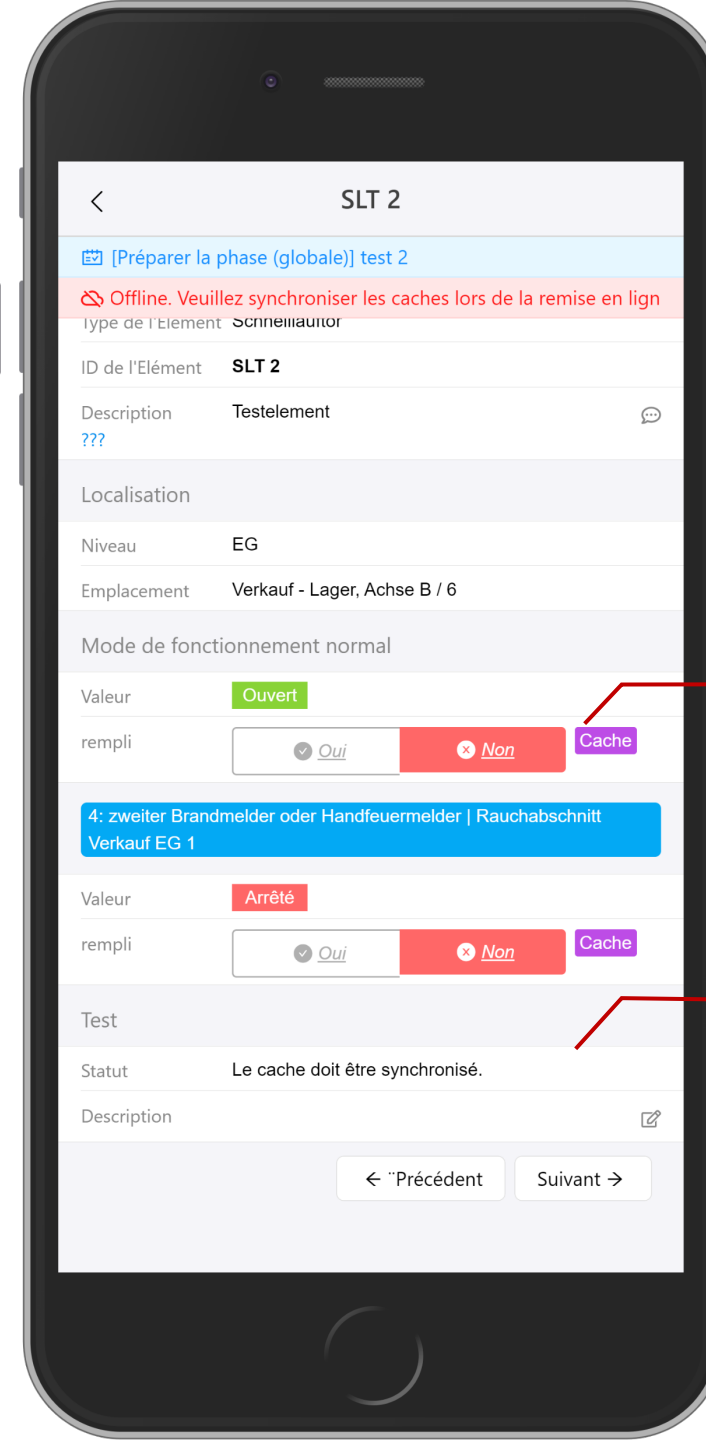 SLT 2
[Préparer la phase (globale)] test 2
Offline. Veuillez synchroniser les caches lors de la remise en lign
Type de l'Elément Schnelllauftor
ID de l'Elément SLT 2
Description Testelement
???
Localisation
Niveau EG
Emplacement Verkauf - Lager, Achse B / 6
Mode de fonctionnement normal
Valeur Ouvert
rempli Oui Non Cache
4: zweiter Brandmelder oder Handfeuermelder | Rauchabschnitt
Verkauf EG 1
Valeur Arrêté
rempli Oui Non Cache
Test
Statut Le cache doit être synchronisé.
Description
← ¨Précédent Suivant →